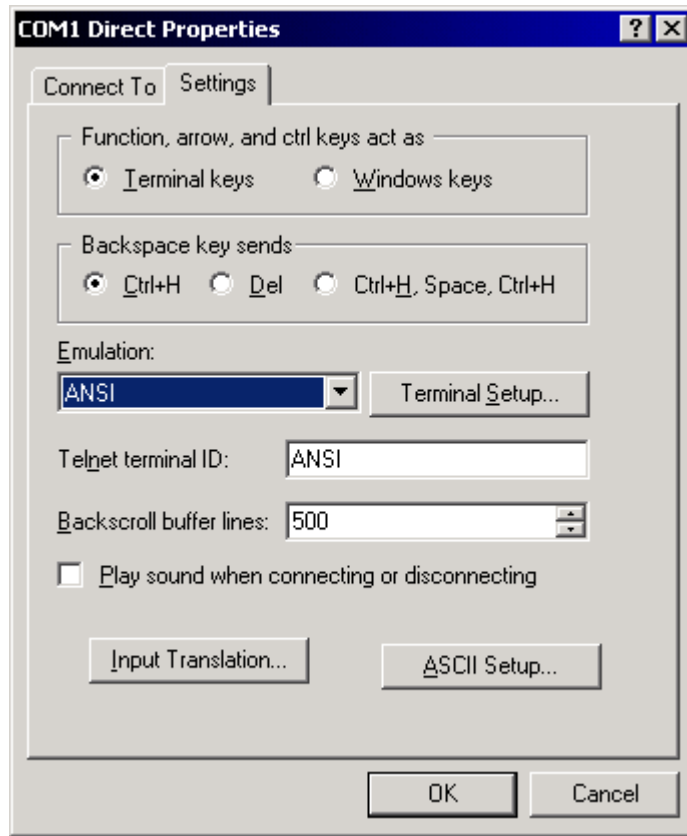 COM1 Direct Properties
Connect To Settings
Function, arrow, and ctrl keys act as
Terminal keys Windows keys
Backspace key sends
Ctrl+H Del Ctrl+H, Space, Ctrl+H
Emulation:
ANSI Terminal Setup...
Telnet terminal ID: ANSI
Backscroll buffer lines: 500
Play sound when connecting or disconnecting
Input Translation... ASCII Setup...
OK Cancel